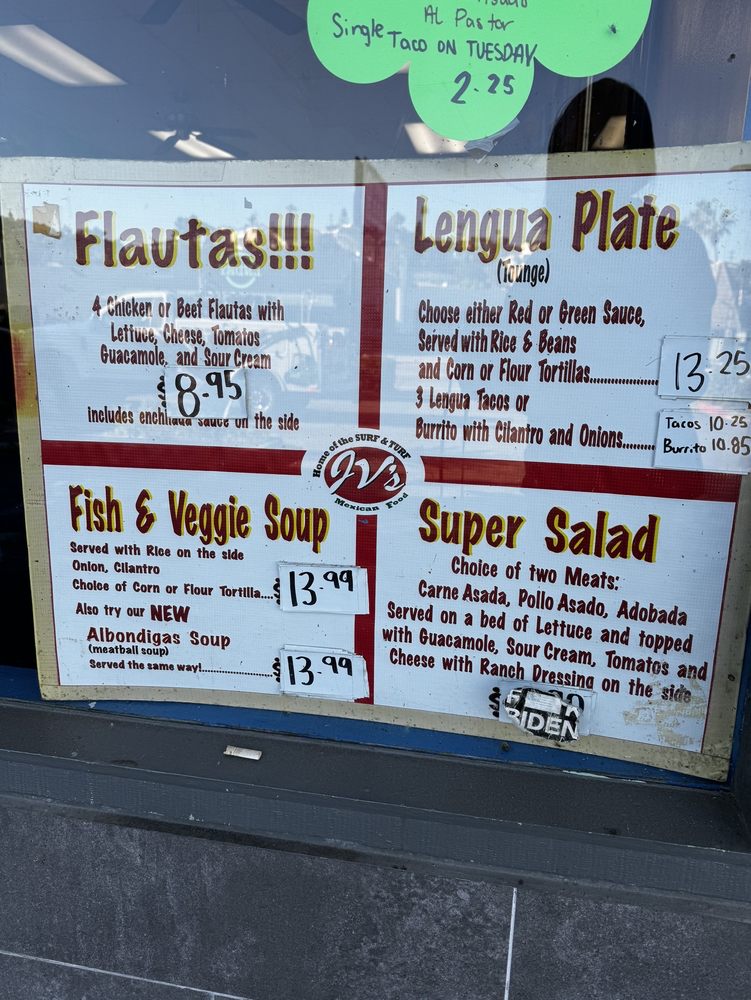 Al Pastor
Single Taco ON TUESDAY
2.25
Flautas!!!
4 Chicken or Beef Flautas with
Lettuce, Cheese, Tomatos
Guacamole, and Sour Cream
$8.95
includes enchilada sauce on the side
Lengua Plate
(Tounge)
Choose either Red or Green Sauce,
Served with Rice & Beans
and Corn or Flour Tortillas.............. 13.25
3 Lengua Tacos or
Burrito with Cilantro and Onions.......
Tacos 10.25
Burrito 10.85
Home of the SURF & TURF
JV's
Mexican Food
Fish & Veggie Soup
Served with Rice on the side
Onion, Cilantro
Choice of Corn or Flour Tortilla....$13.99
Also try our NEW
Albondigas Soup
(meatball soup)
Served the same way!....................$13.99
Super Salad
Choice of two Meats:
Carne Asada, Pollo Asado, Adobada
Served on a bed of Lettuce and topped
with Guacamole, Sour Cream, Tomatos and
Cheese with Ranch Dressing on the side
BIDEN